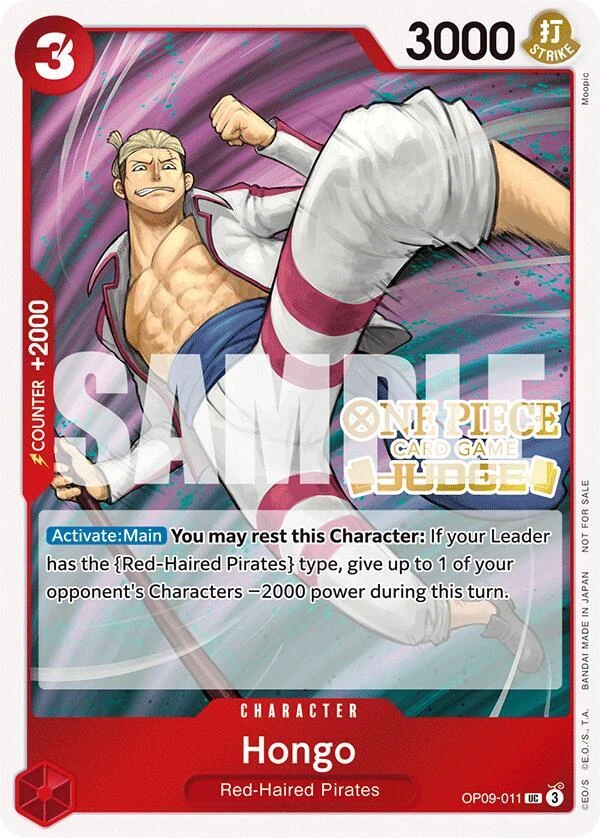 3
3000
打
STRIKE
Moopic
COUNTER +2000
SAMPLE
ONE PIECE
CARD GAME
JUDGE
Activate:Main You may rest this Character: If your Leader
has the {Red-Haired Pirates} type, give up to 1 of your
opponent's Characters −2000 power during this turn.
©EO/S ©E.O./S., T.A. BANDAI MADE IN JAPAN NOT FOR SALE
CHARACTER
Hongo
Red-Haired Pirates
OP09-011 UC 3